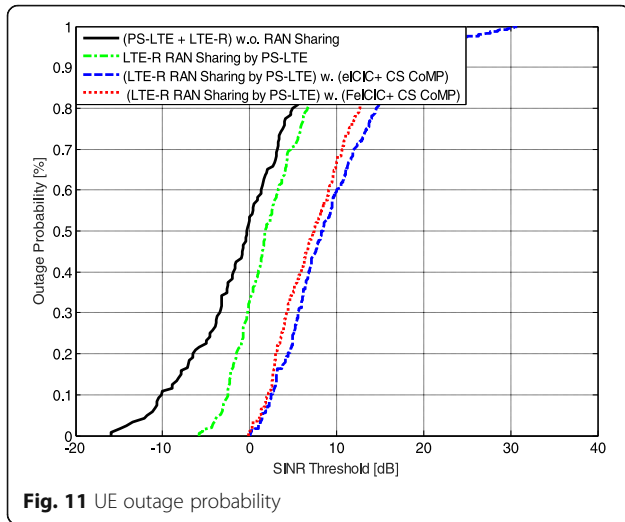 (PS-LTE + LTE-R) w.o. RAN Sharing
LTE-R RAN Sharing by PS-LTE
(LTE-R RAN Sharing by PS-LTE) w. (eICIC+ CS CoMP)
(LTE-R RAN Sharing by PS-LTE) w. (FeICIC+ CS CoMP)
Outage Probability [%]
1
0.9
0.8
0.7
0.6
0.5
0.4
0.3
0.2
0.1
0
-20
-10
0
10
20
30
40
SINR Threshold [dB]
Fig. 11 UE outage probability